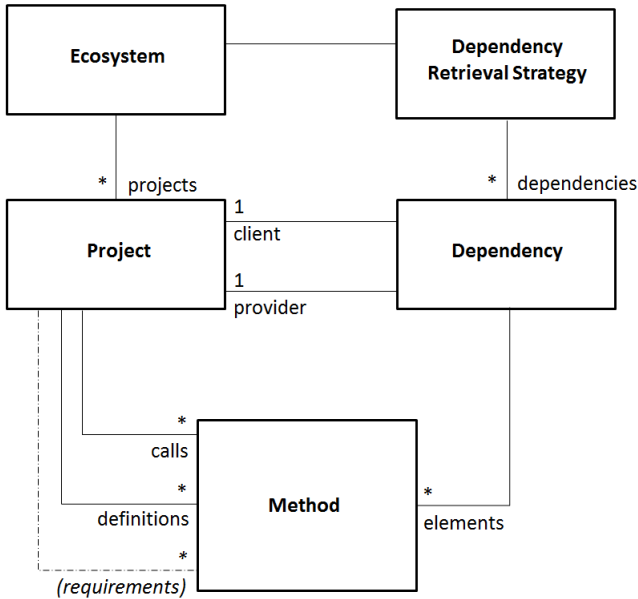 Ecosystem
Dependency
Retrieval Strategy
* projects
* dependencies
Project
1
client
1
provider
Dependency
*
calls
*
definitions
*
(requirements)
Method
*
elements